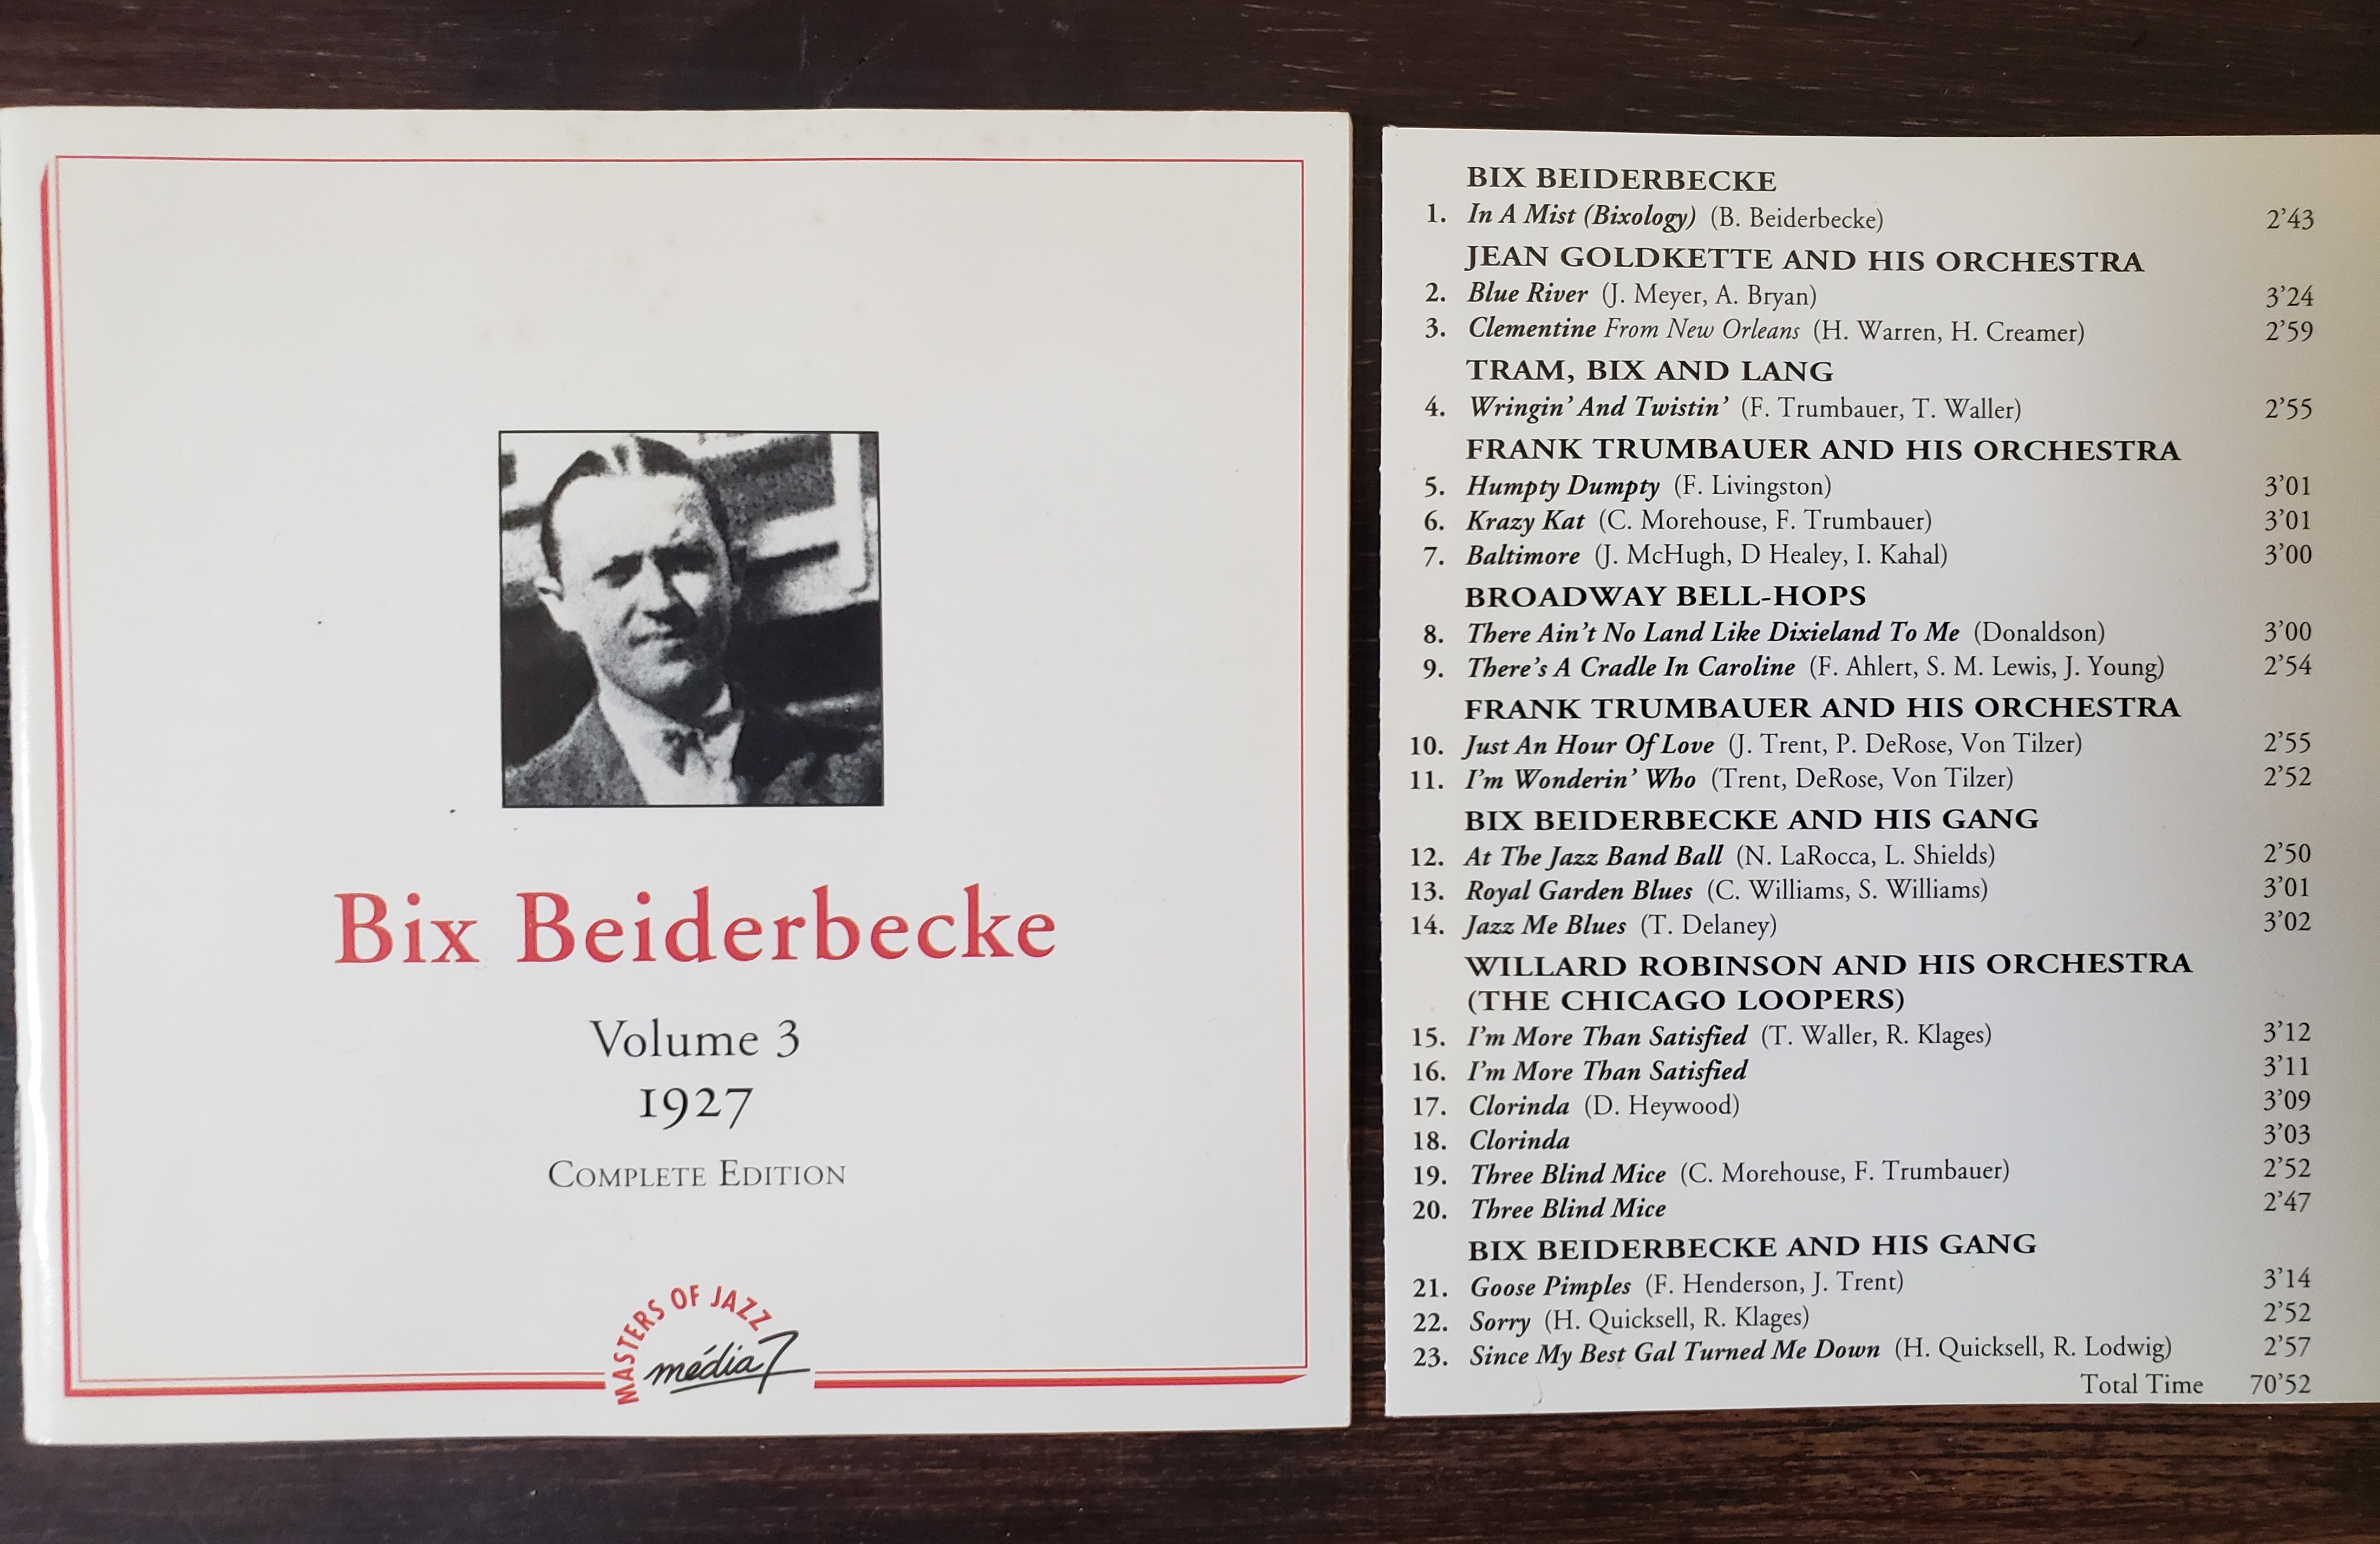 Bix Beiderbecke
Volume 3
1927
COMPLETE EDITION
MASTERS OF JAZZ
média 7
BIX BEIDERBECKE
1. In A Mist (Bixology) (B. Beiderbecke) 2’43
JEAN GOLDKETTE AND HIS ORCHESTRA
2. Blue River (J. Meyer, A. Bryan) 3’24
3. Clementine From New Orleans (H. Warren, H. Creamer) 2’59
TRAM, BIX AND LANG
4. Wringin’ And Twistin’ (F. Trumbauer, T. Waller) 2’55
FRANK TRUMBAUER AND HIS ORCHESTRA
5. Humpty Dumpty (F. Livingston) 3’01
6. Krazy Kat (C. Morehouse, F. Trumbauer) 3’01
7. Baltimore (J. McHugh, D Healey, I. Kahal) 3’00
BROADWAY BELL-HOPS
8. There Ain’t No Land Like Dixieland To Me (Donaldson) 3’00
9. There’s A Cradle In Caroline (F. Ahlert, S. M. Lewis, J. Young) 2’54
FRANK TRUMBAUER AND HIS ORCHESTRA
10. Just An Hour Of Love (J. Trent, P. DeRose, Von Tilzer) 2’55
11. I’m Wonderin’ Who (Trent, DeRose, Von Tilzer) 2’52
BIX BEIDERBECKE AND HIS GANG
12. At The Jazz Band Ball (N. LaRocca, L. Shields) 2’50
13. Royal Garden Blues (C. Williams, S. Williams) 3’01
14. Jazz Me Blues (T. Delaney) 3’02
WILLARD ROBINSON AND HIS ORCHESTRA
(THE CHICAGO LOOPERS)
15. I’m More Than Satisfied (T. Waller, R. Klages) 3’12
16. I’m More Than Satisfied 3’11
17. Clorinda (D. Heywood) 3’09
18. Clorinda 3’03
19. Three Blind Mice (C. Morehouse, F. Trumbauer) 2’52
20. Three Blind Mice 2’47
BIX BEIDERBECKE AND HIS GANG
21. Goose Pimples (F. Henderson, J. Trent) 3’14
22. Sorry (H. Quicksell, R. Klages) 2’52
23. Since My Best Gal Turned Me Down (H. Quicksell, R. Lodwig) 2’57
Total Time 70’52